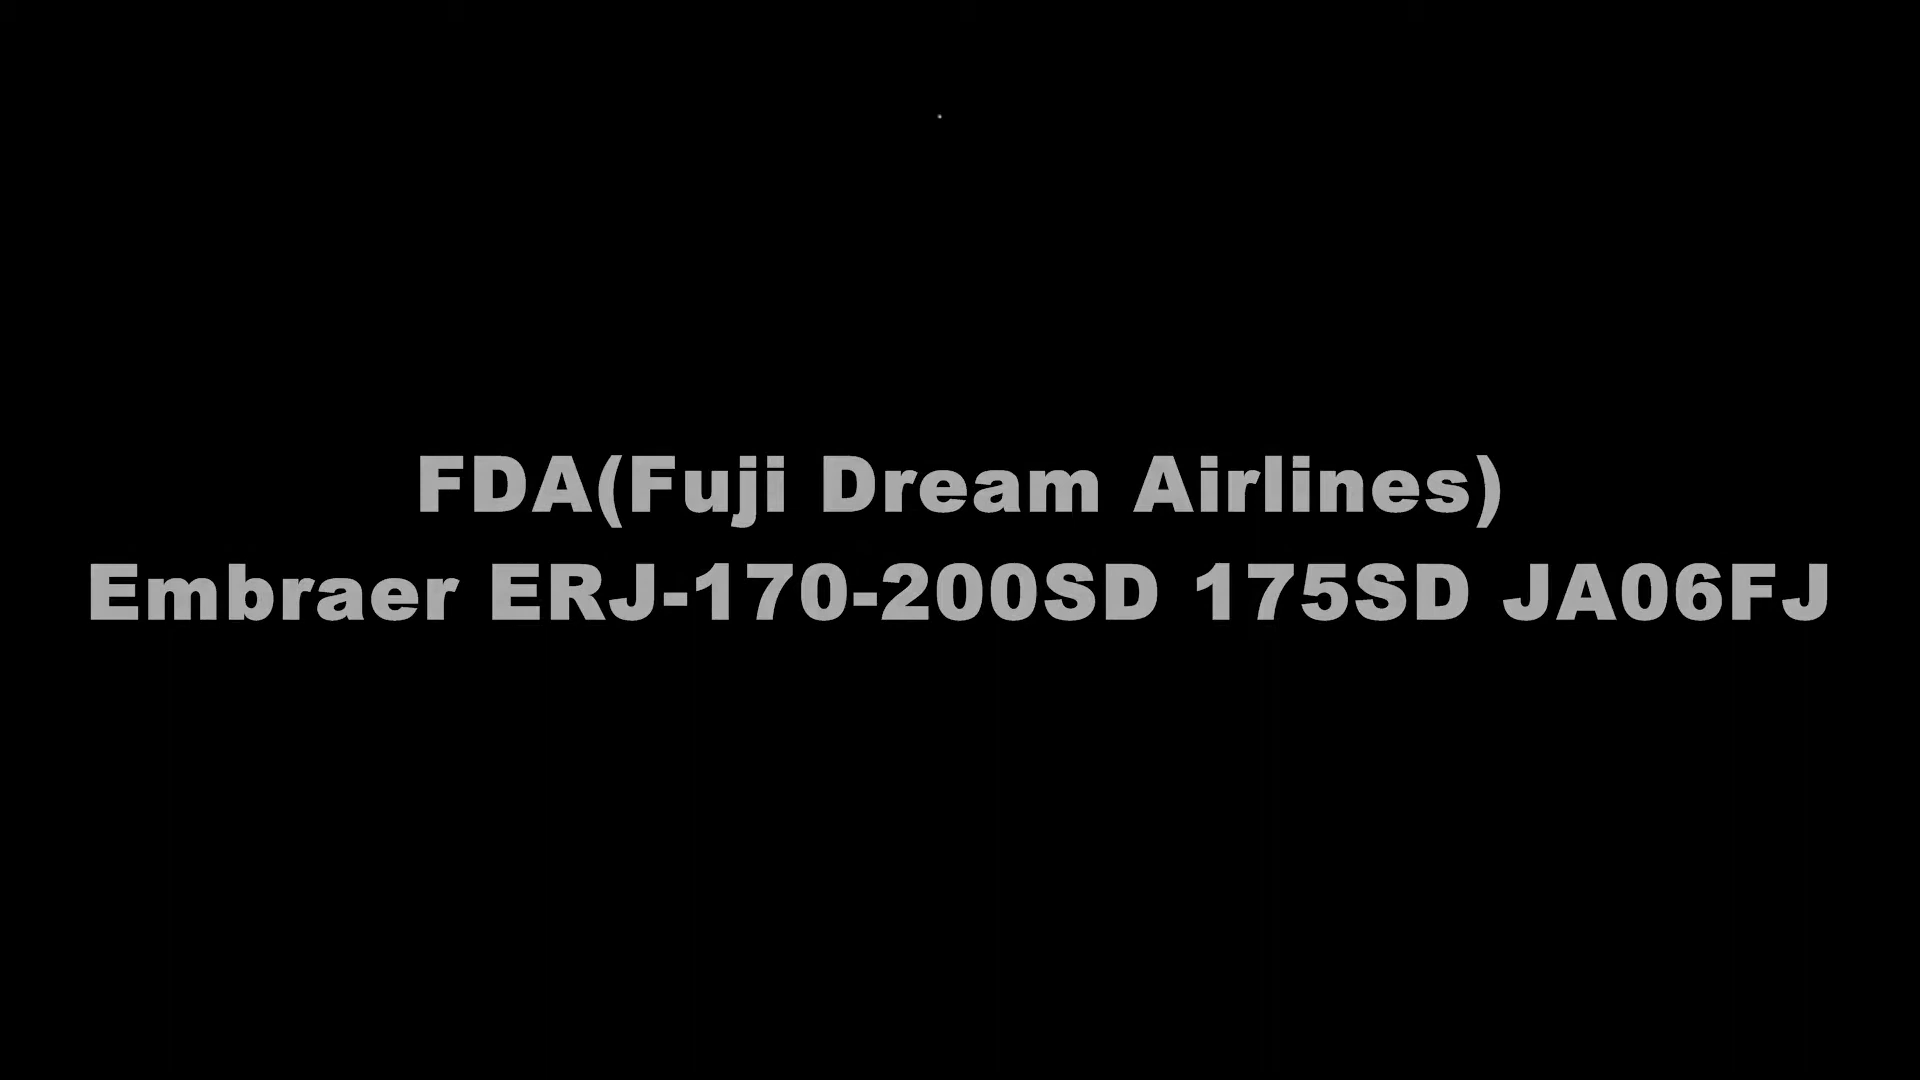 FDA(Fuji Dream Airlines)
Embraer ERJ-170-200SD 175SD JA06FJ